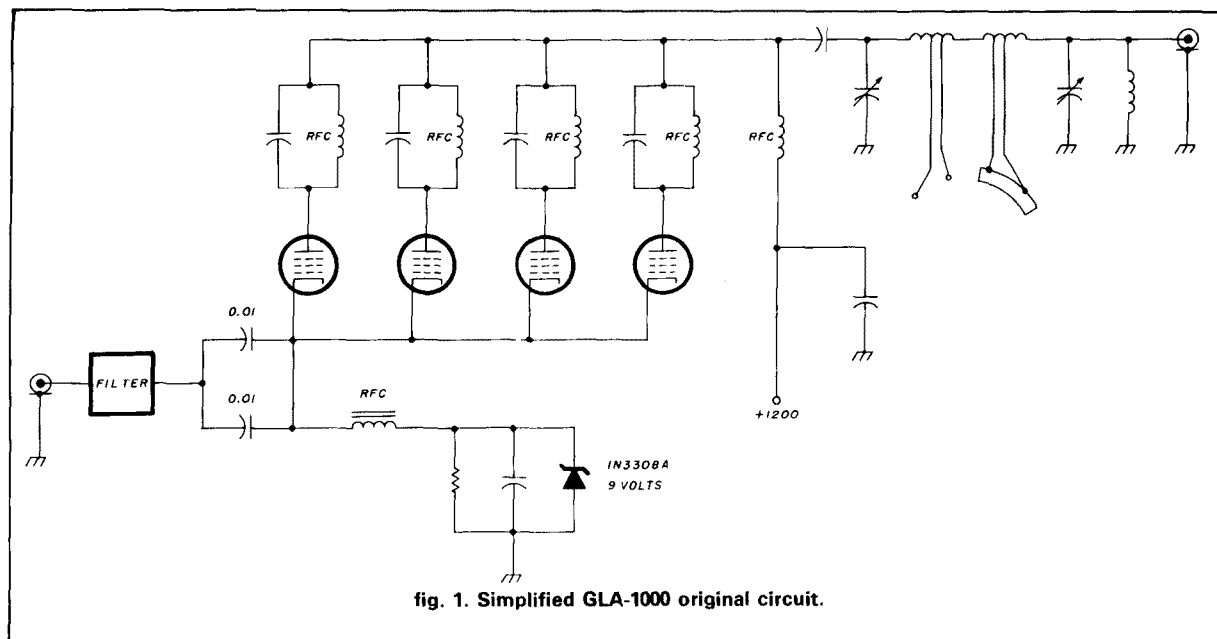 RFC
RFC
RFC
RFC
RFC
0.01
FILTER
0.01
RFC
+1200
1N3308A
9 VOLTS
fig. 1. Simplified GLA-1000 original circuit.